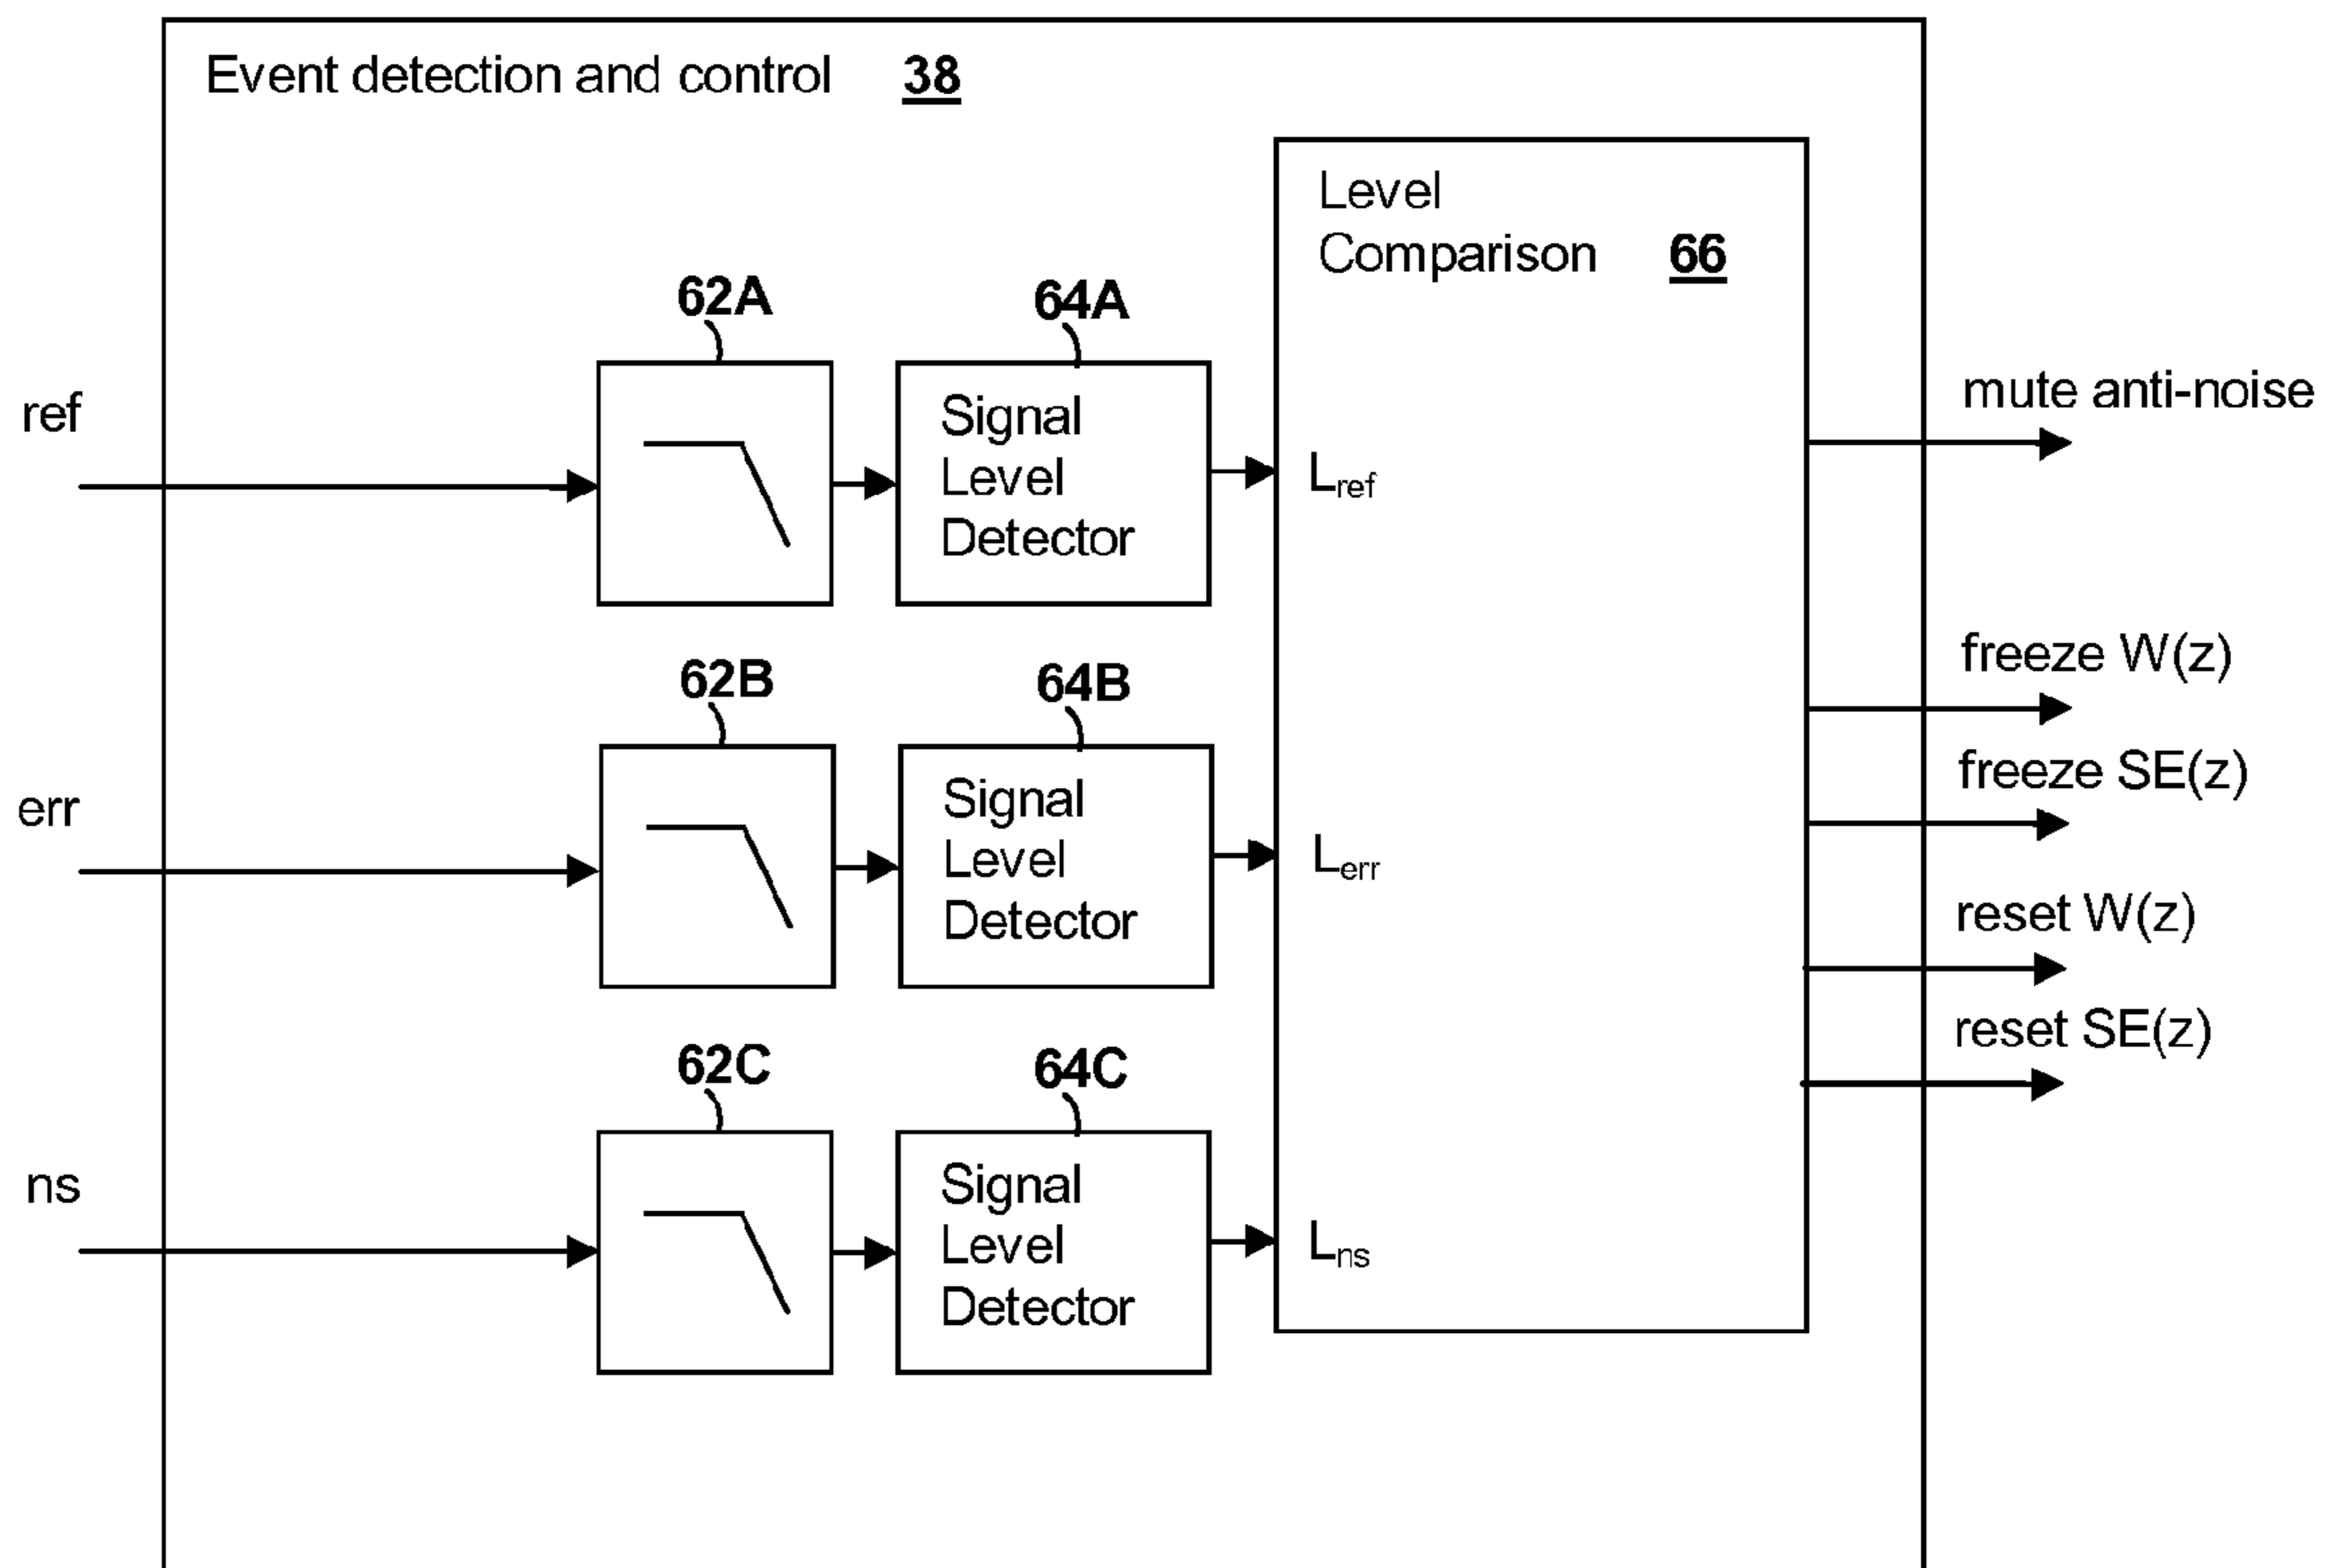 Event detection and control 38
Level
Comparison 66
62A
64A
ref
Signal
Level
Detector
Lref
mute anti-noise
62B
64B
err
Signal
Level
Detector
Lerr
freeze W(z)
freeze SE(z)
reset W(z)
reset SE(z)
62C
64C
ns
Signal
Level
Detector
Lns